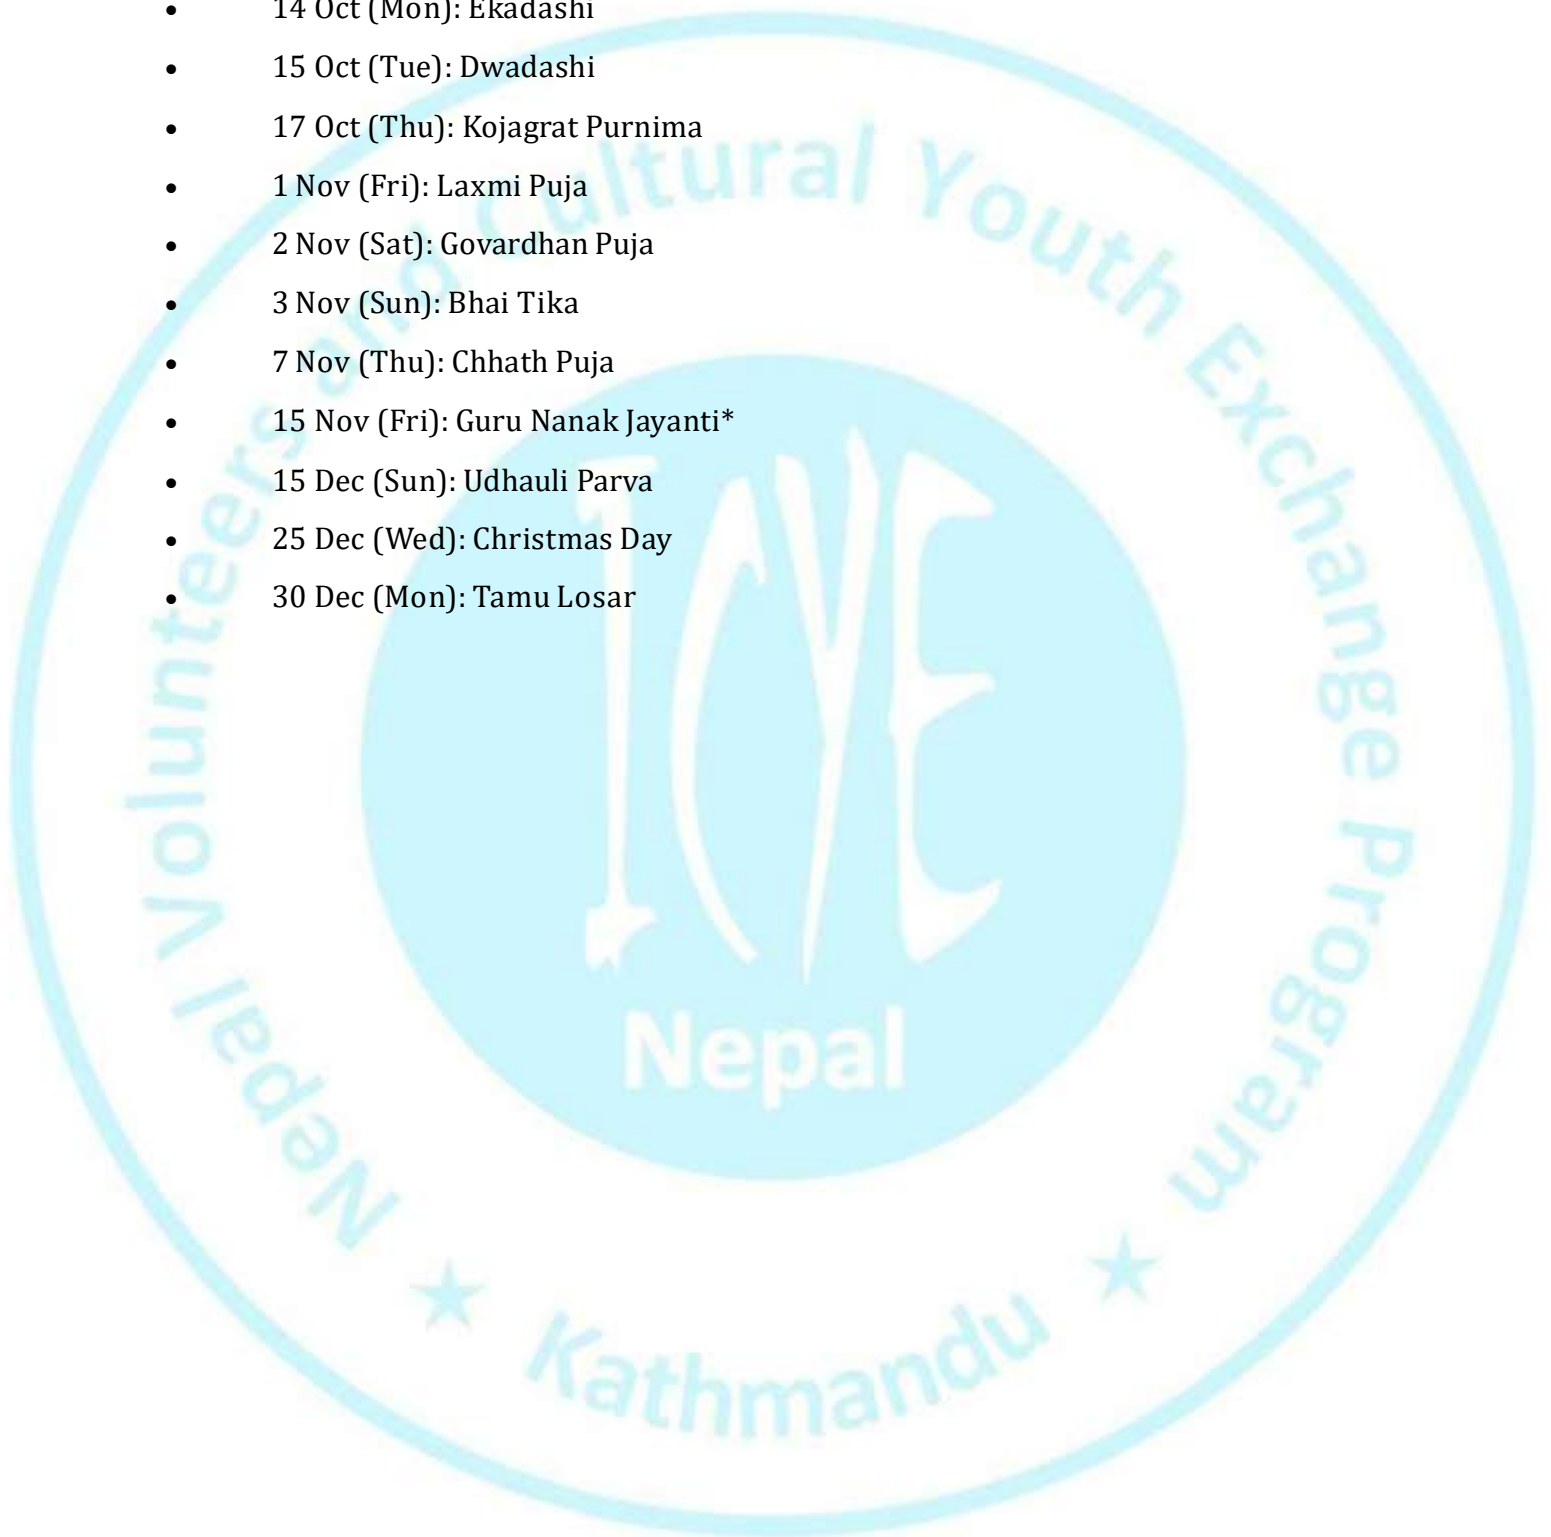 • 14 Oct (Mon): Ekadashi
• 15 Oct (Tue): Dwadashi
• 17 Oct (Thu): Kojagrat Purnima
• 1 Nov (Fri): Laxmi Puja
• 2 Nov (Sat): Govardhan Puja
• 3 Nov (Sun): Bhai Tika
• 7 Nov (Thu): Chhath Puja
• 15 Nov (Fri): Guru Nanak Jayanti*
• 15 Dec (Sun): Udhauli Parva
• 25 Dec (Wed): Christmas Day
• 30 Dec (Mon): Tamu Losar
Nepal Volunteers and Cultural Youth Exchange Program
ICYE
Nepal
★ Kathmandu ★